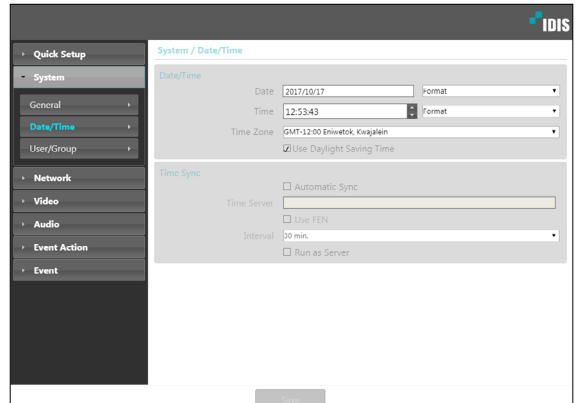 IDIS
Quick Setup
System
General
Date/Time
User/Group
Network
Video
Audio
Event Action
Event
System / Date/Time
Date/Time
Date 2017/10/17 Format
Time 12:53:43 Format
Time Zone GMT-12:00 Eniwetok, Kwajalein
Use Daylight Saving Time
Time Sync
Automatic Sync
Time Server
Use FEN
Interval 30 min.
Run as Server
Save